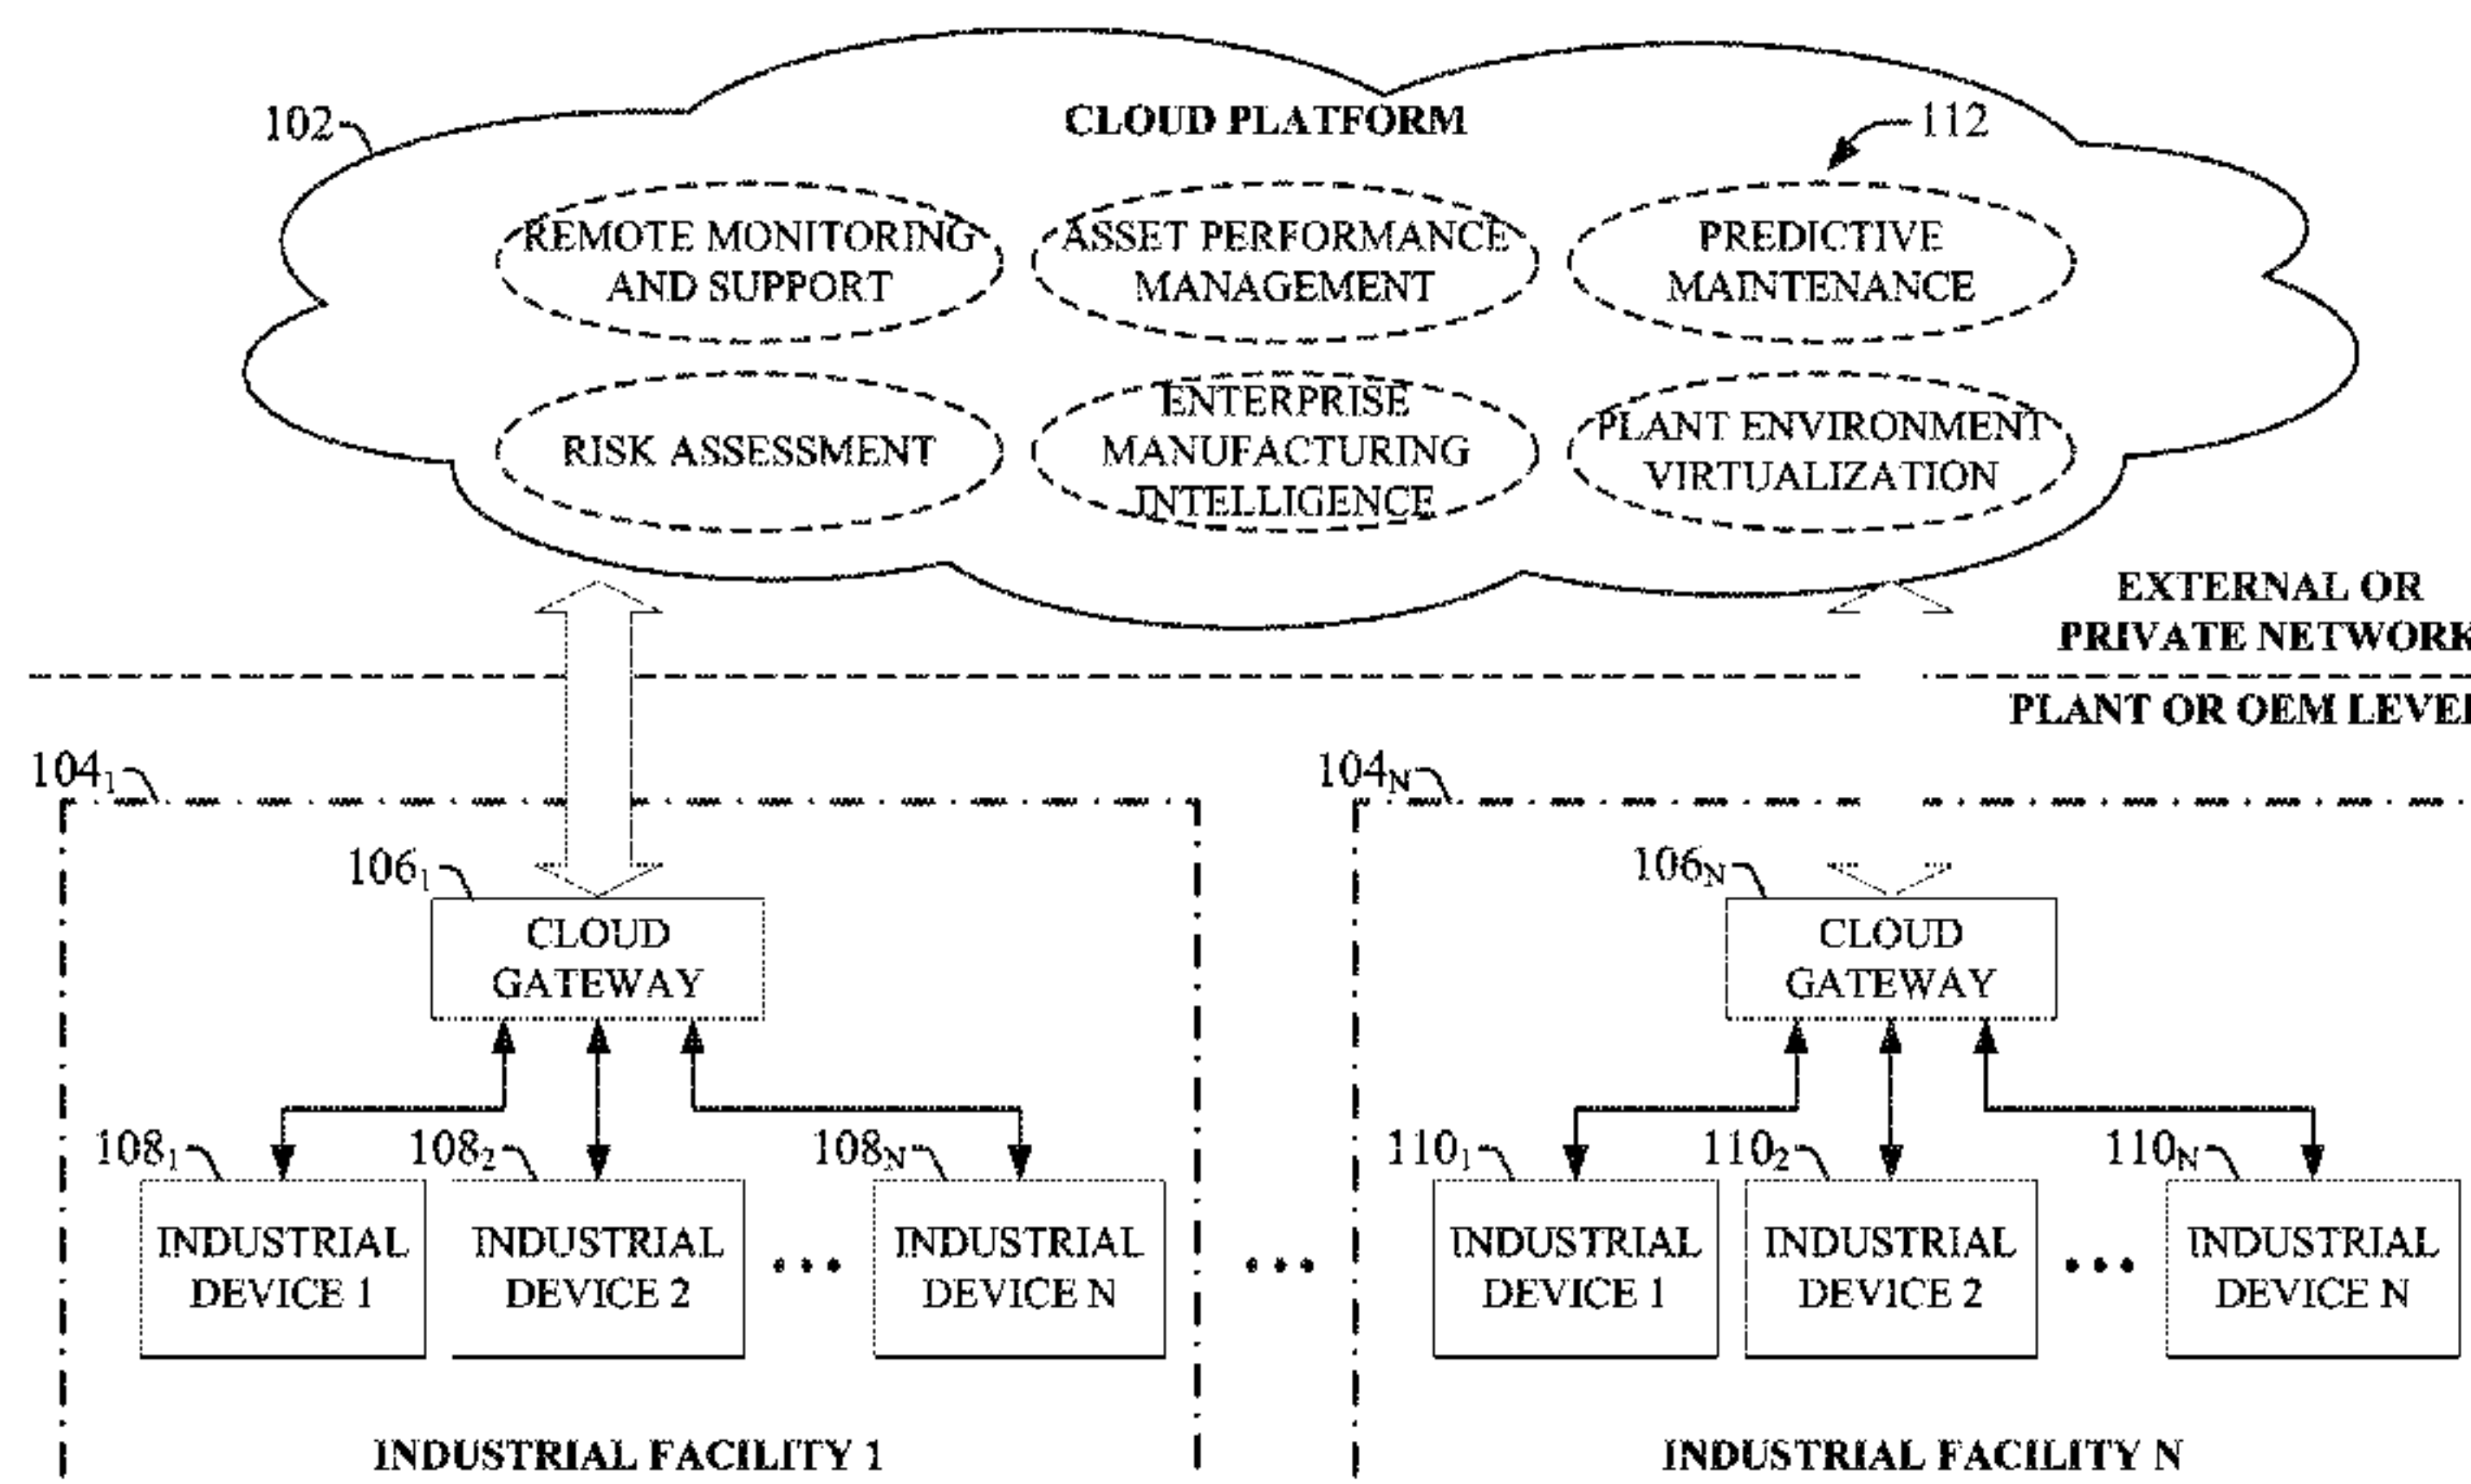 CLOUD PLATFORM
102
112
REMOTE MONITORING
AND SUPPORT
ASSET PERFORMANCE
MANAGEMENT
PREDICTIVE
MAINTENANCE
RISK ASSESSMENT
ENTERPRISE
MANUFACTURING
INTELLIGENCE
PLANT ENVIRONMENT
VIRTUALIZATION
EXTERNAL OR
PRIVATE NETWORK
PLANT OR OEM LEVEL
104₁
104N
106₁
CLOUD
GATEWAY
106N
CLOUD
GATEWAY
108₁
108₂
108N
110₁
110₂
110N
INDUSTRIAL
DEVICE 1
INDUSTRIAL
DEVICE 2
•••
INDUSTRIAL
DEVICE N
•••
INDUSTRIAL
DEVICE 1
INDUSTRIAL
DEVICE 2
•••
INDUSTRIAL
DEVICE N
INDUSTRIAL FACILITY 1
INDUSTRIAL FACILITY N